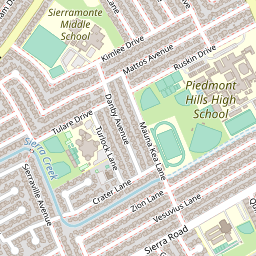 Sierramonte
Middle
School
Kimlee Drive
Mattos Avenue
Ruskin Drive
Piedmont
Hills High
School
Danby Avenue
Tulare Drive
Turlock Lane
Mauna Kea Lane
Sierra Creek
Sierraville Avenue
Crater Lane
Zion Lane
Vesuvius Lane
Sierra Road